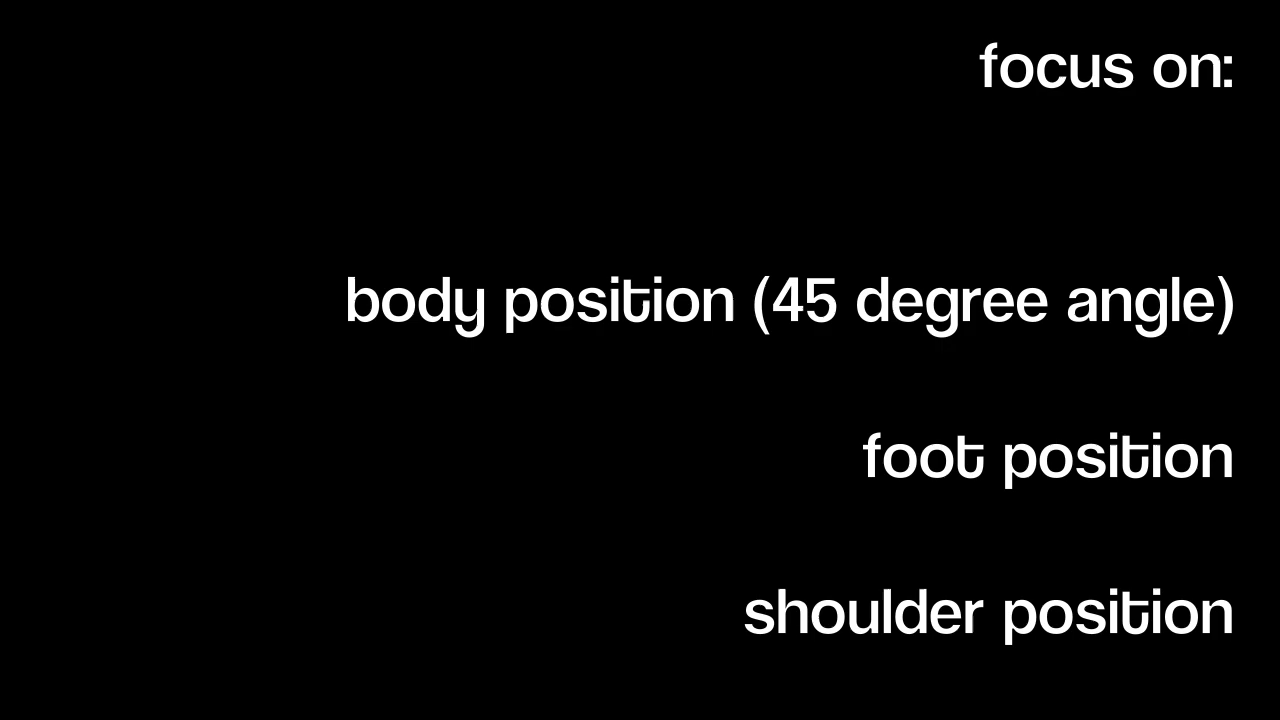 focus on:
body position (45 degree angle)
foot position
shoulder position